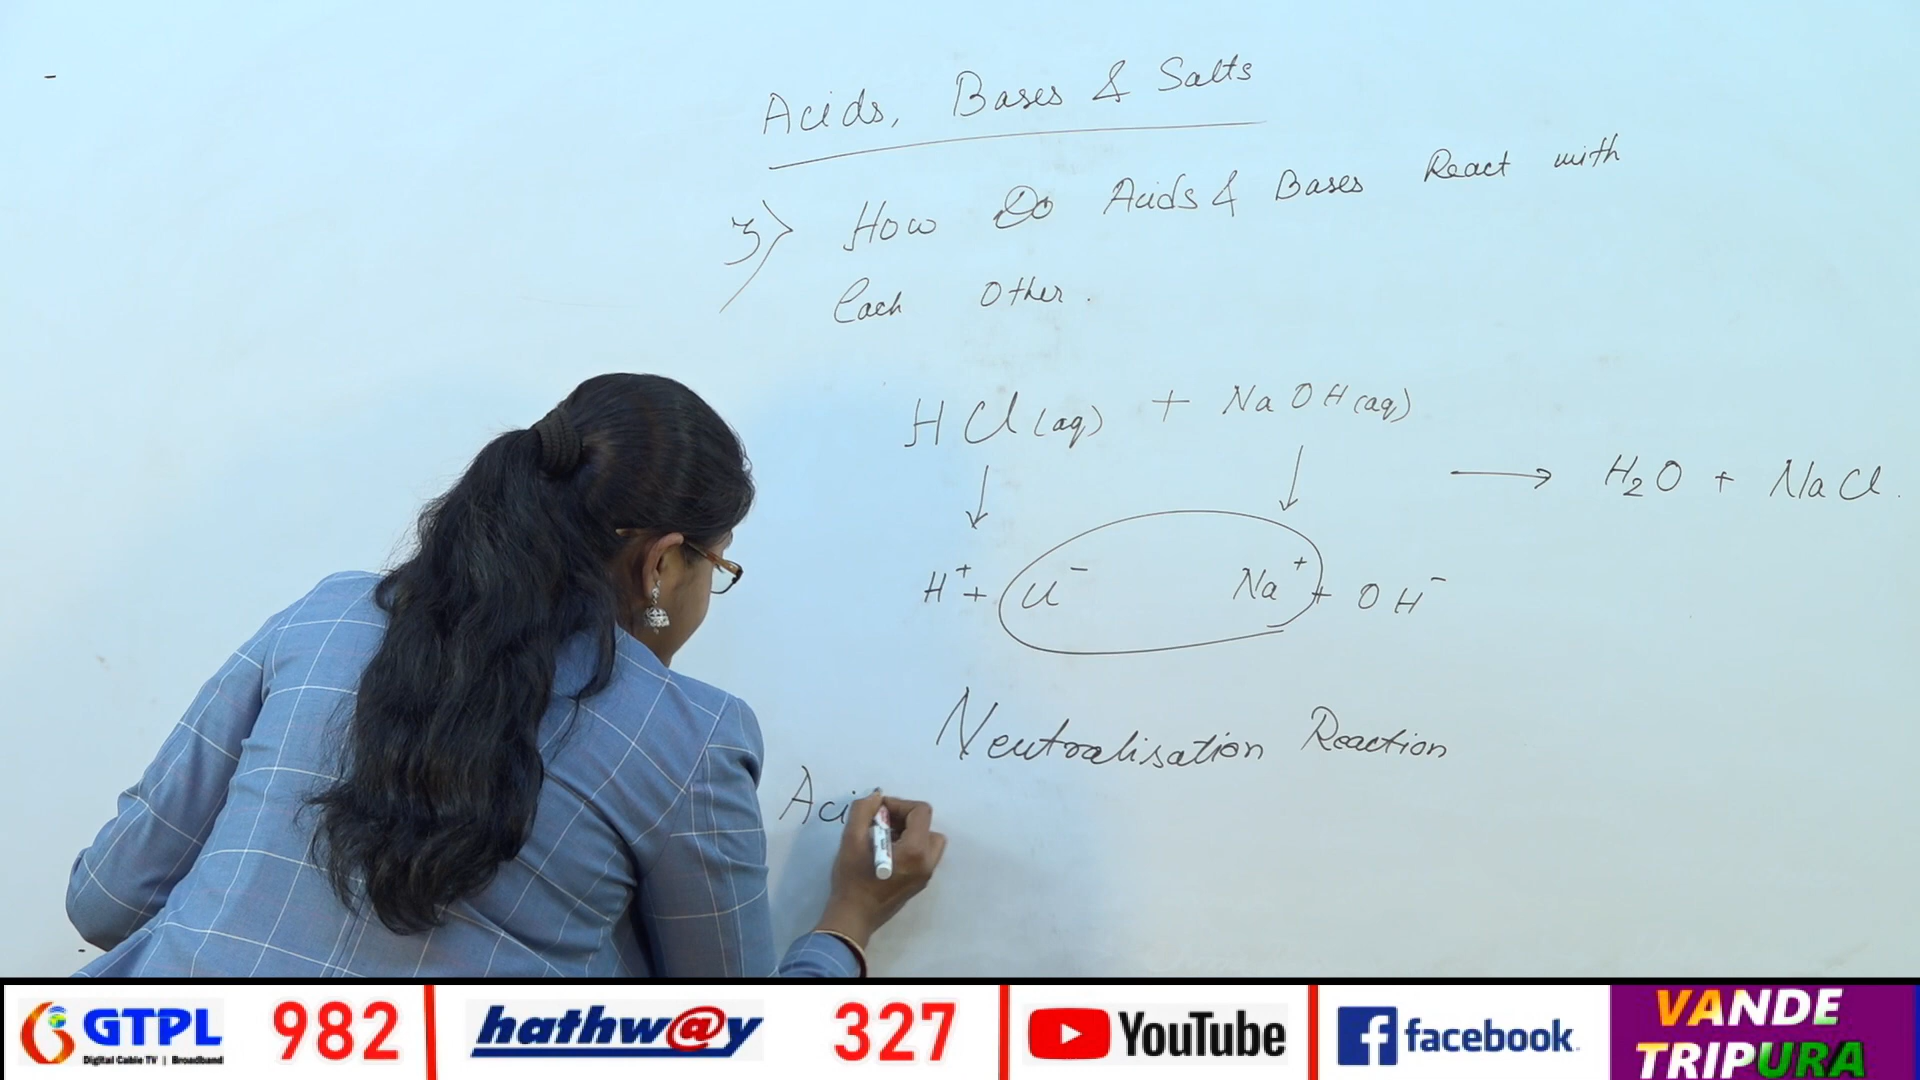 Acids, Bases & Salts
3) How Do Acids & Bases React with
Each Other.
HCl(aq) + NaOH(aq)
→ H2O + NaCl.
↓ ↓
H⁺ + Cl⁻ Na⁺ + OH⁻
Neutralisation Reaction
Aci
GTPL
Digital Cable TV | Broadband
982
hathw@y
327
YouTube
facebook
VANDE
TRIPURA